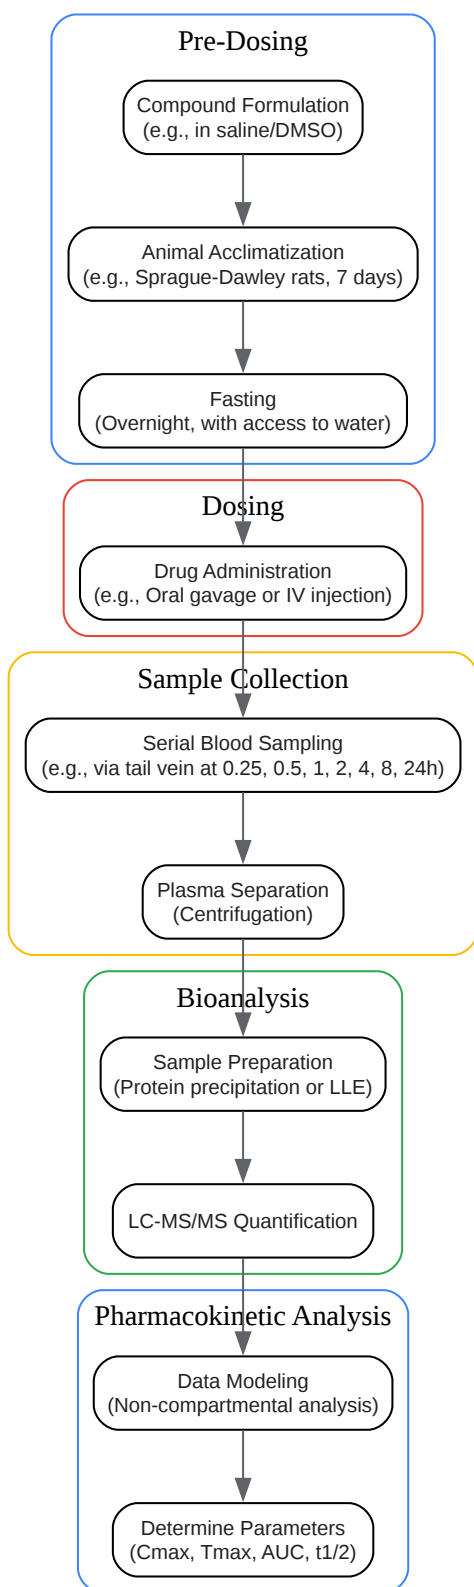 Pre-Dosing
Compound Formulation
(e.g., in saline/DMSO)
Animal Acclimatization
(e.g., Sprague-Dawley rats, 7 days)
Fasting
(Overnight, with access to water)
Dosing
Drug Administration
(e.g., Oral gavage or IV injection)
Sample Collection
Serial Blood Sampling
(e.g., via tail vein at 0.25, 0.5, 1, 2, 4, 8, 24h)
Plasma Separation
(Centrifugation)
Bioanalysis
Sample Preparation
(Protein precipitation or LLE)
LC-MS/MS Quantification
Pharmacokinetic Analysis
Data Modeling
(Non-compartmental analysis)
Determine Parameters
(Cmax, Tmax, AUC, t1/2)